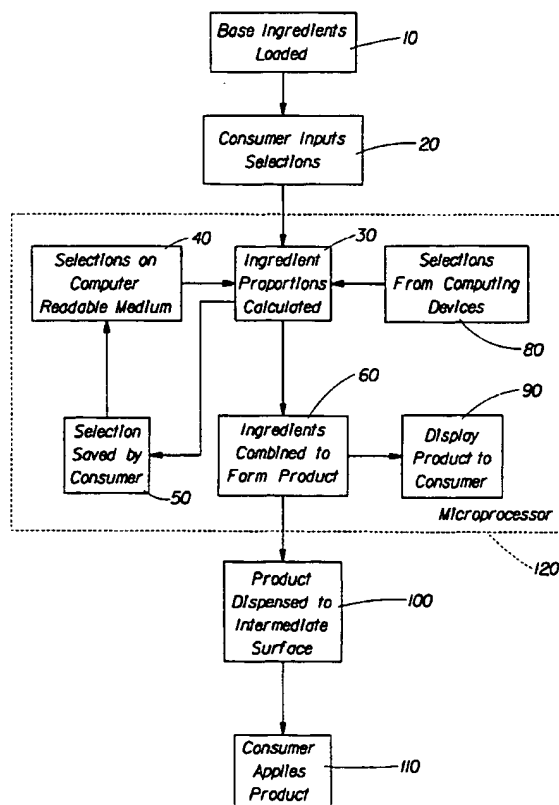 Base Ingredients
Loaded
10
Consumer Inputs
Selections
20
40
30
Selections on
Computer
Readable Medium
Ingredient
Proportions
Calculated
Selections
From Computing
Devices
80
60
90
Selection
Saved by
Consumer
50
Ingredients
Combined to
Form Product
Display
Product to
Consumer
Microprocessor
120
Product
Dispensed to
Intermediate
Surface
100
Consumer
Applies
Product
110